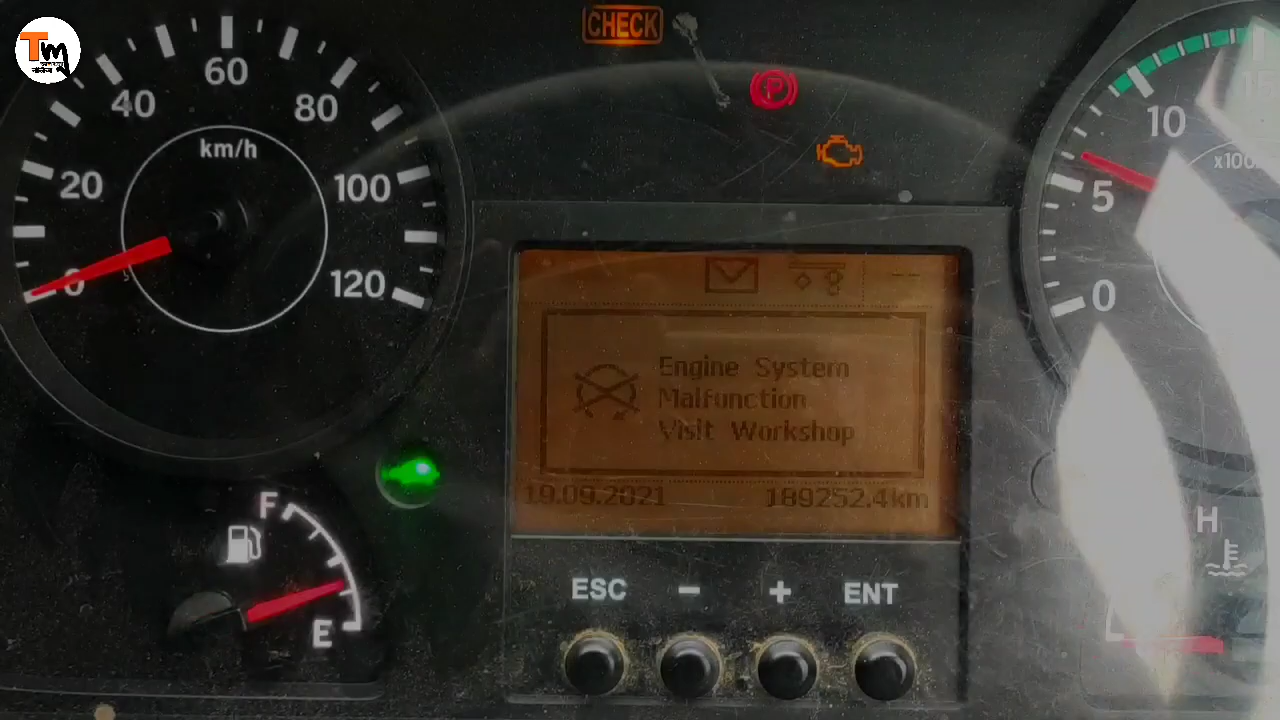 CHECK
P
Tm
60
40
80
km/h
20
100
0
120
10
5
0
Engine System
Malfunction
Visit Workshop
19.09.2021
189252.4km
F
E
H
ESC - + ENT